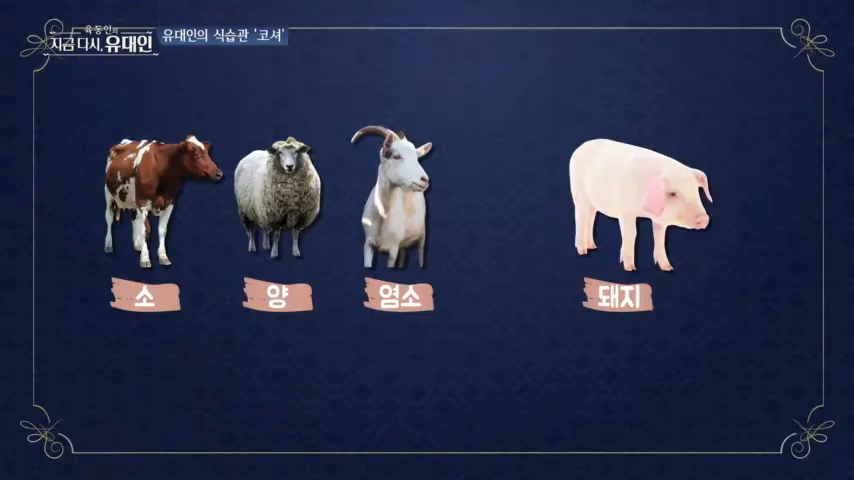 육동인의
지금 다시, 유대인
유대인의 식습관 '코셔'
소
양
염소
돼지